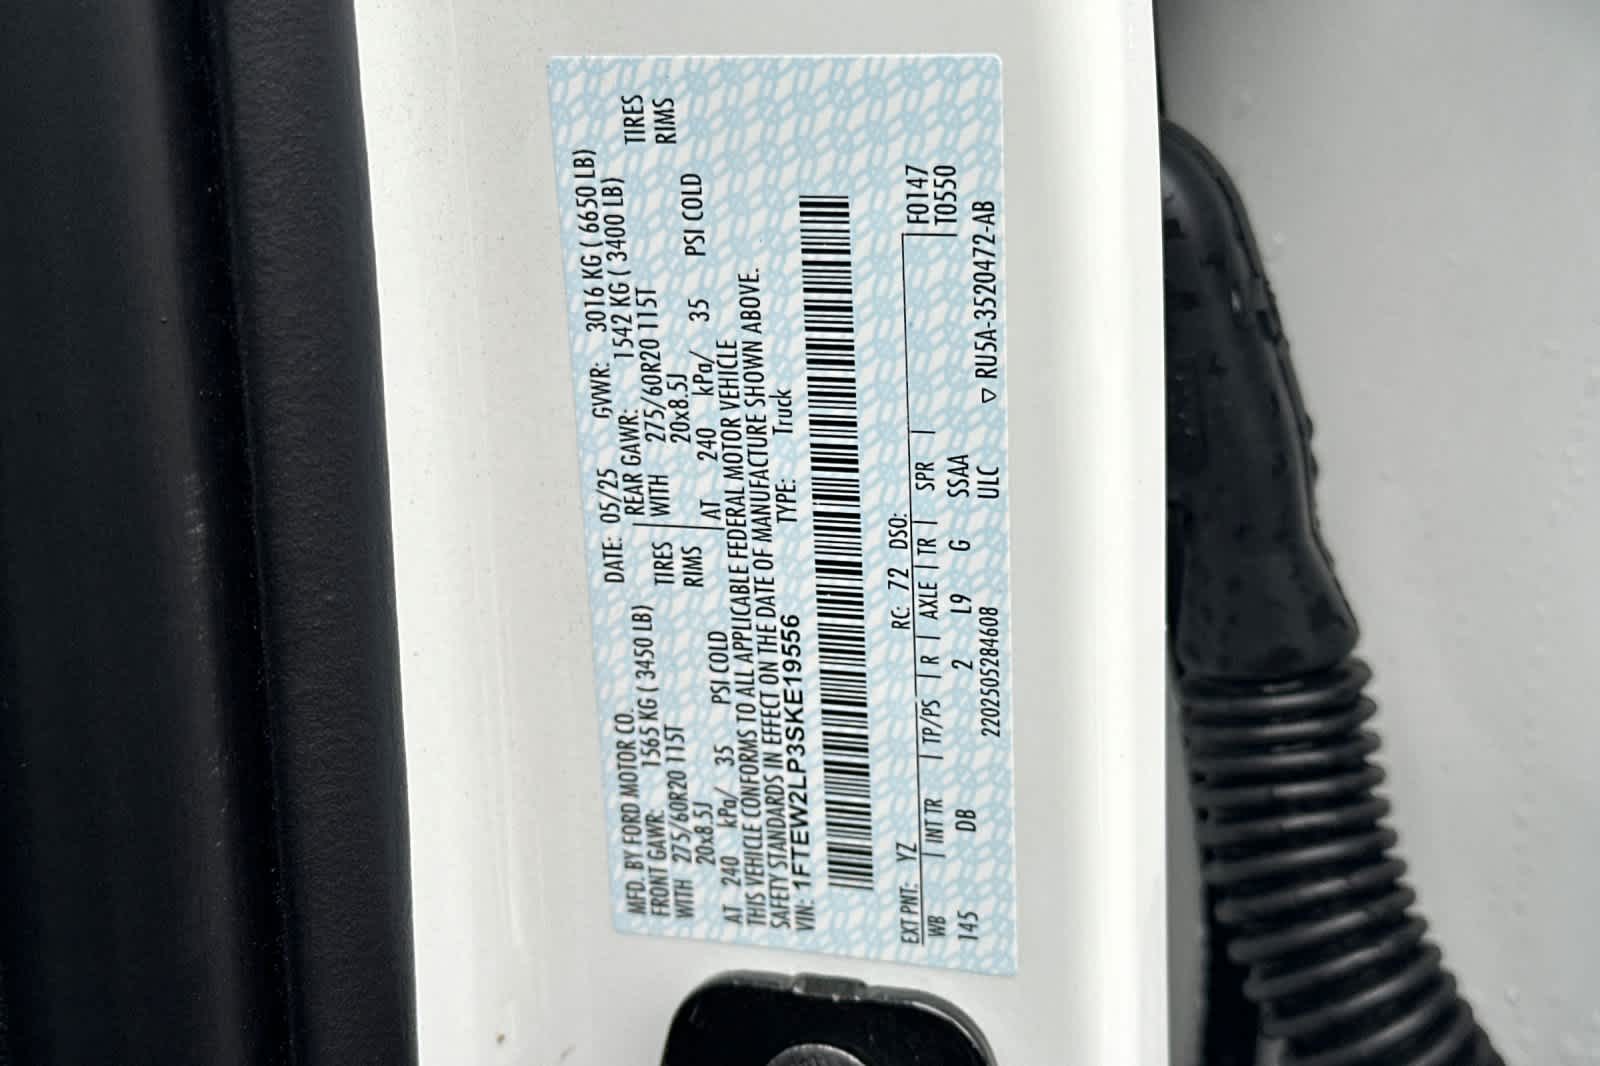 MFD. BY FORD MOTOR CO. DATE: 05/25 GVWR: 3016 KG ( 6650 LB)
FRONT GAWR: 1565 KG ( 3450 LB) REAR GAWR: 1542 KG ( 3400 LB)
WITH 275/60R20 115T TIRES WITH 275/60R20 115T TIRES
20x8.5J RIMS 20x8.5J RIMS
AT 240 kPa/ 35 PSI COLD AT 240 kPa/ 35 PSI COLD
THIS VEHICLE CONFORMS TO ALL APPLICABLE FEDERAL MOTOR VEHICLE
SAFETY STANDARDS IN EFFECT ON THE DATE OF MANUFACTURE SHOWN ABOVE.
VIN: 1FTEW2LP3SKE19556 TYPE: Truck
EXT PNT: YZ RC: 72 DSO: F0147
WB | INT TR | TP/PS | R | AXLE | TR | SPR | T0550
145 DB 2 L9 G SSAA
2202505284608 ULC ▽ RU5A-3520472-AB